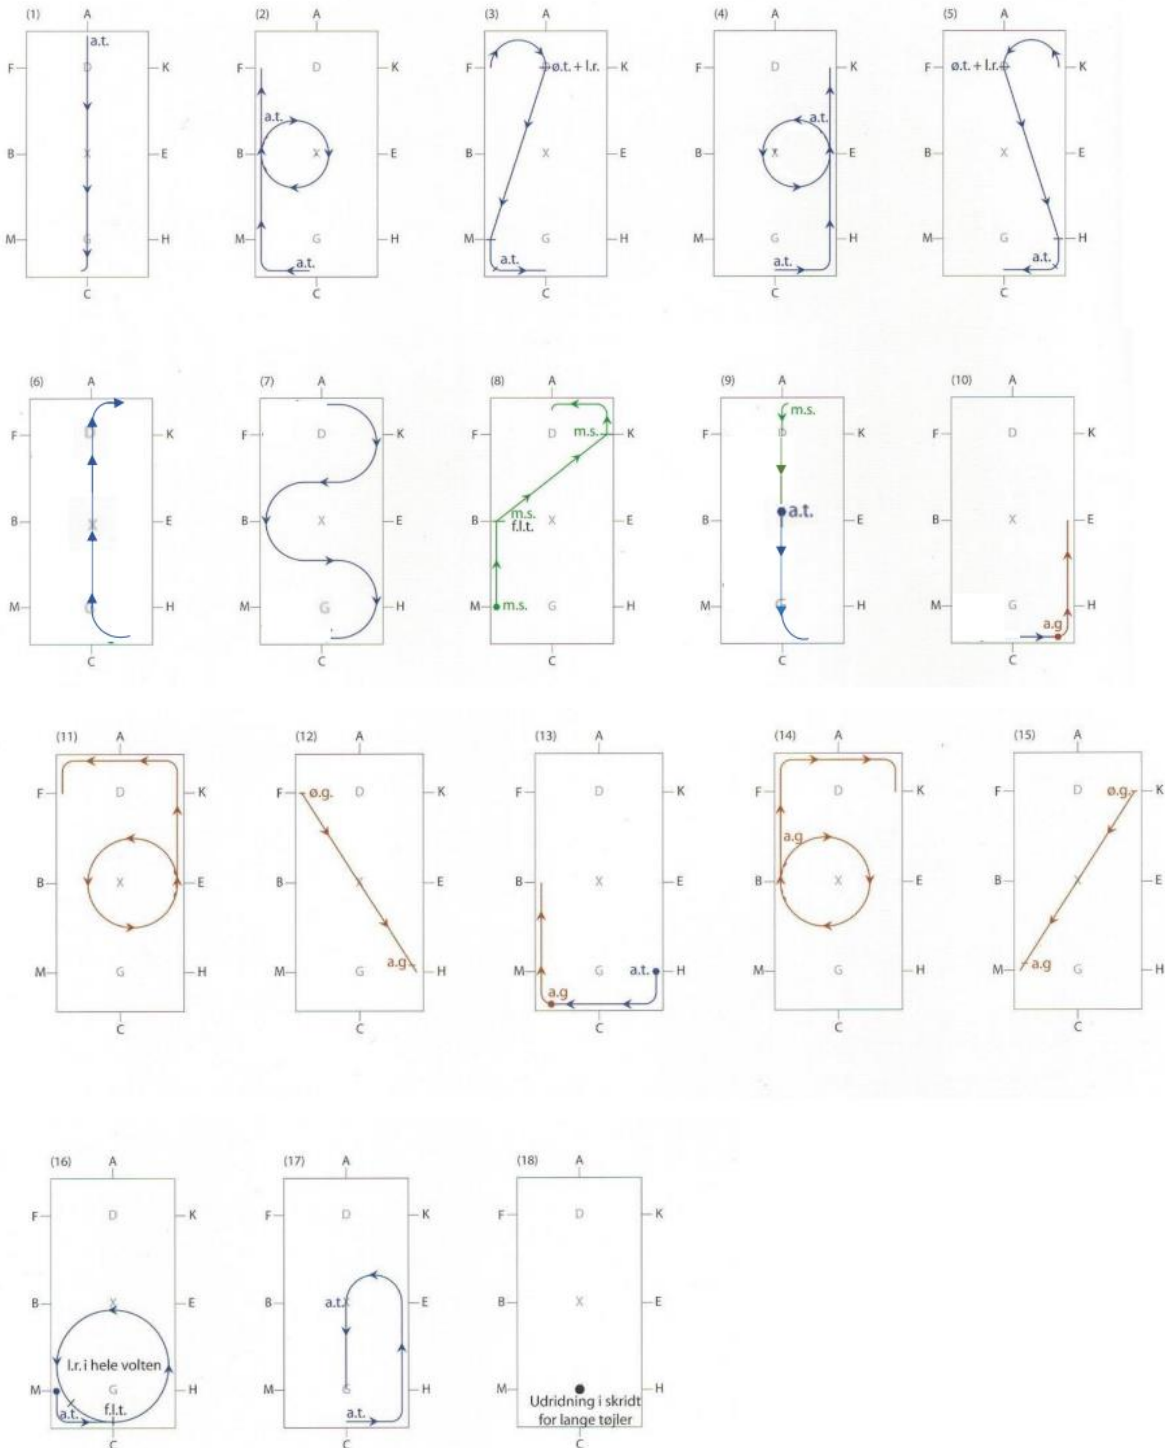 (1) A (2) A (3) A (4) A (5) A
a.t.
F D K F D K F ø.t. + l.r. K F D K F ø.t. + l.r. K
a.t. a.t.
B X E B X E B X E B X E B X E
M G H M G H M G H M G H M G H
a.t. a.t. a.t. a.t.
C C C C C
(6) A (7) A (8) A (9) A (10) A
m.s.
F D K F D K F D m.s. K F D K F D K
m.s. a.t.
B X E B X E B f.l.t. X E B E B X E
M G H M G H M m.s. G H M G H M G H
a.g
C C C C C
(11) A (12) A (13) A (14) A (15) A
F D K F ø.g. D K F D K F D K F D ø.g. K
a.g
B X E B X E B X E B X E B X E
M G H M G a.g H M G a.t. H M G H M a.g G H
a.g
C C C C C
(16) A (17) A (18) A
F D K F D K F D K
B X E B a.t. X E B X E
l.r. i hele volten
M G H M G H M H
a.t. f.l.t. a.t. Udridning i skridt
for lange tøjler
C C C